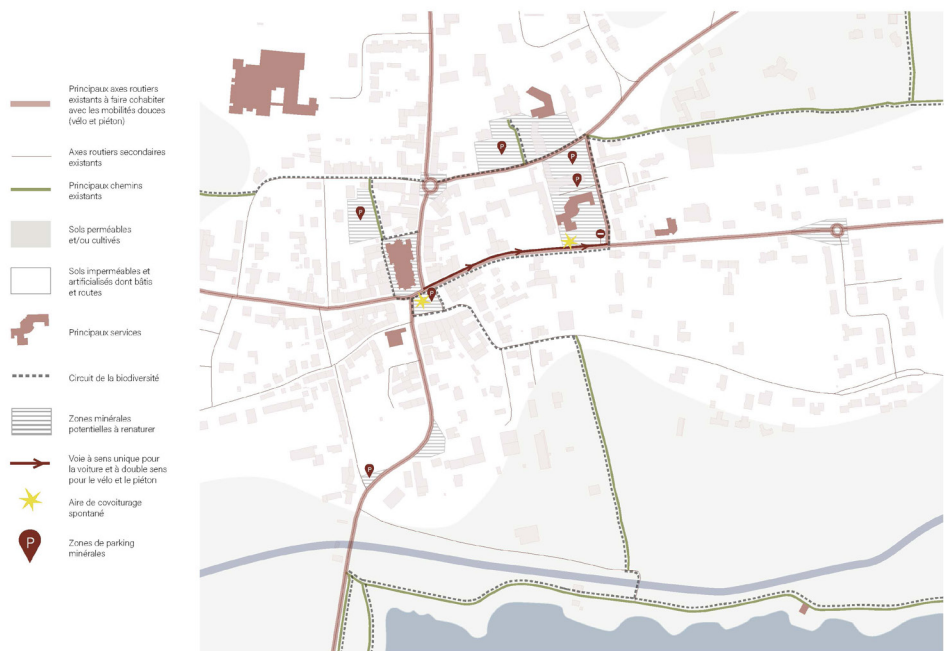 Principaux axes routiers
existants à faire cohabiter
avec les mobilités douces
(vélo et piéton)
Axes routiers secondaires
existants
Principaux chemins
existants
Sols perméables
et/ou cultivés
Sols imperméables et
artificialisés dont bâtis
et routes
Principaux services
Circuit de la biodiversité
Zones minérales
potentielles à renaturer
Voie à sens unique pour
la voiture et à double sens
pour le vélo et le piéton
Aire de covoiturage
spontané
P
Zones de parking
minérales
P
P
P
P
P
P